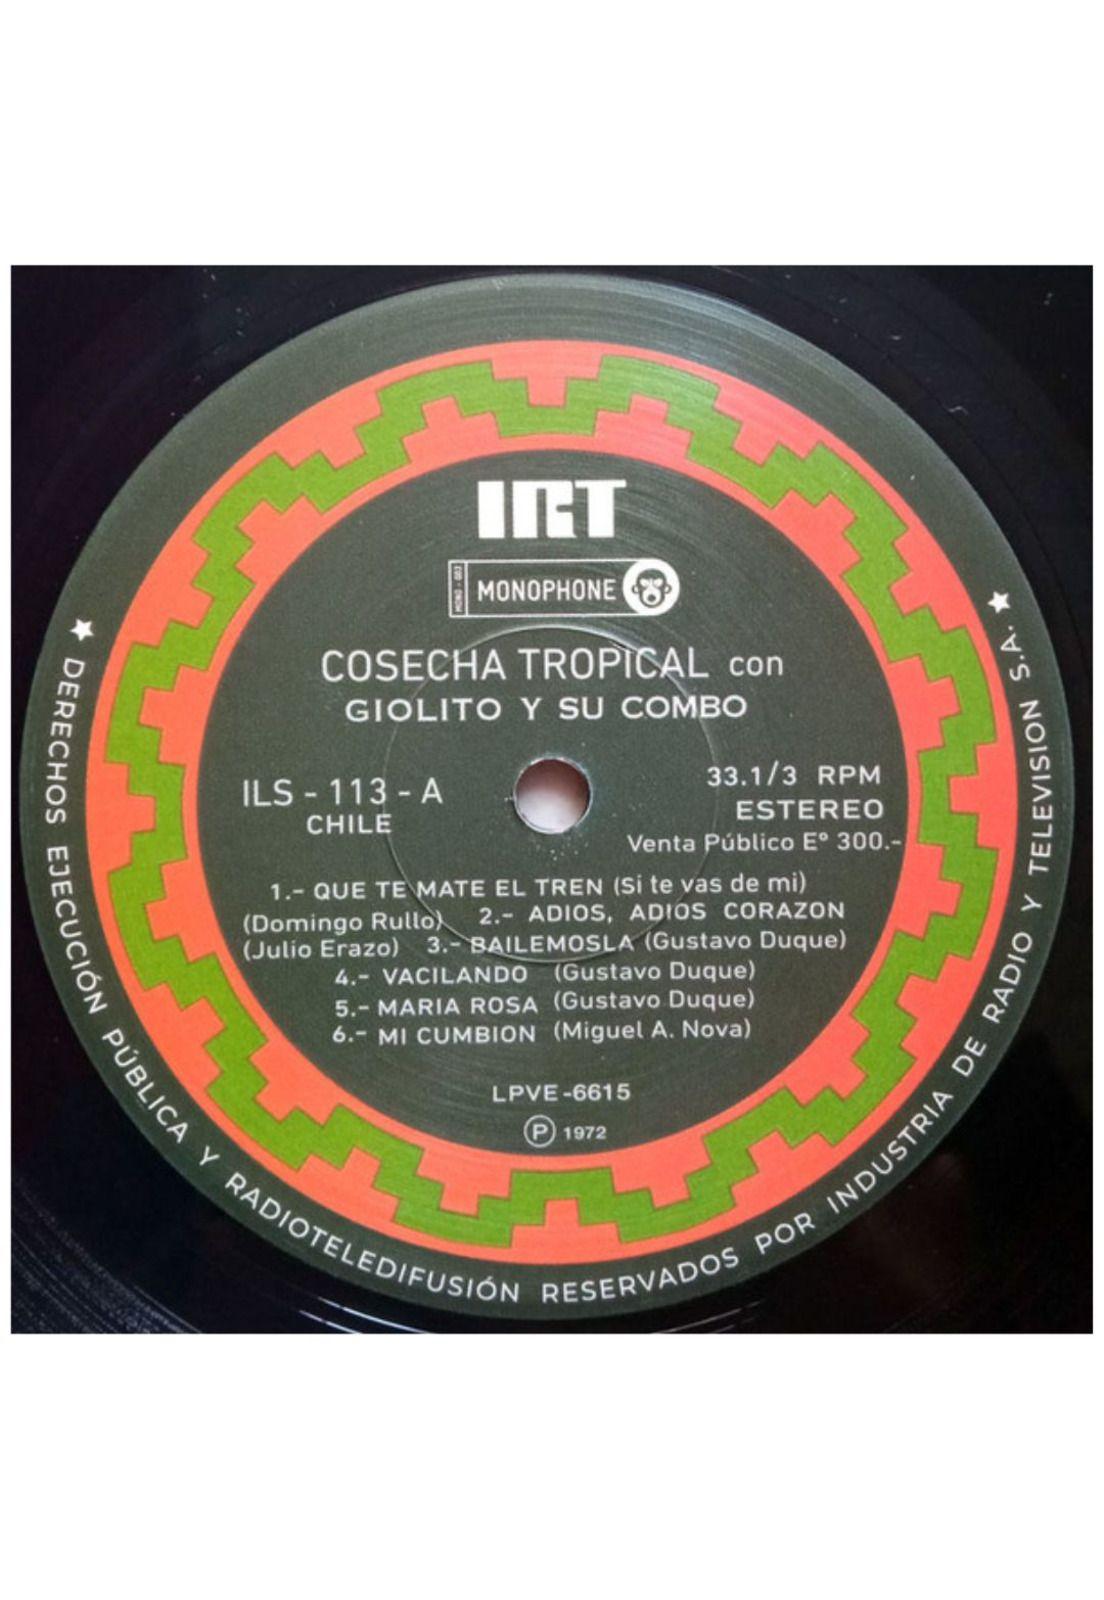 IRT
MONO - 003
MONOPHONE
COSECHA TROPICAL con
GIOLITO Y SU COMBO
ILS - 113 - A
CHILE
33.1/3 RPM
ESTEREO
Venta Público Eº 300.-
1.- QUE TE MATE EL TREN (Si te vas de mi)
(Domingo Rullo) 2.- ADIOS, ADIOS CORAZON
(Julio Erazo) 3.- BAILEMOSLA (Gustavo Duque)
4.- VACILANDO (Gustavo Duque)
5.- MARIA ROSA (Gustavo Duque)
6.- MI CUMBION (Miguel A. Nova)
LPVE-6615
Ⓟ 1972
★ DERECHOS EJECUCIÓN PÚBLICA Y RADIOTELEDIFUSIÓN RESERVADOS POR INDUSTRIA DE RADIO Y TELEVISION S.A. ★